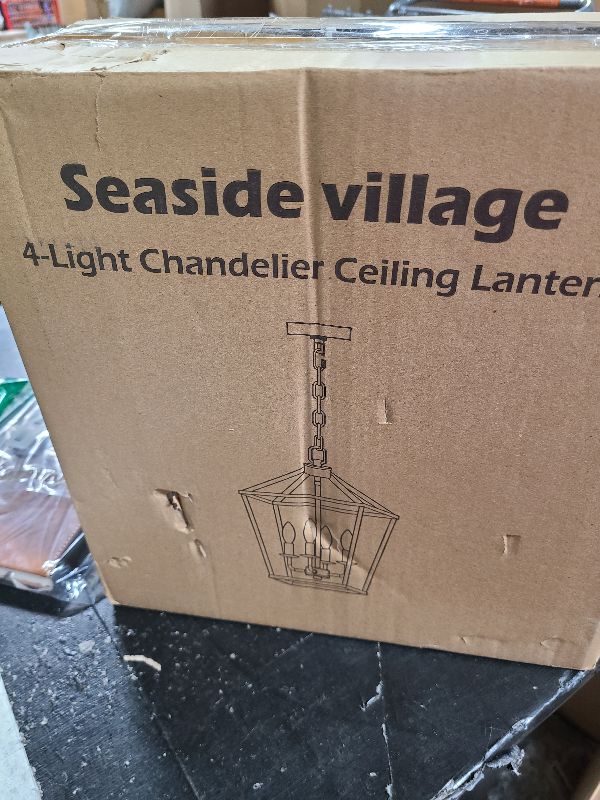 Seaside village
4-Light Chandelier Ceiling Lanter